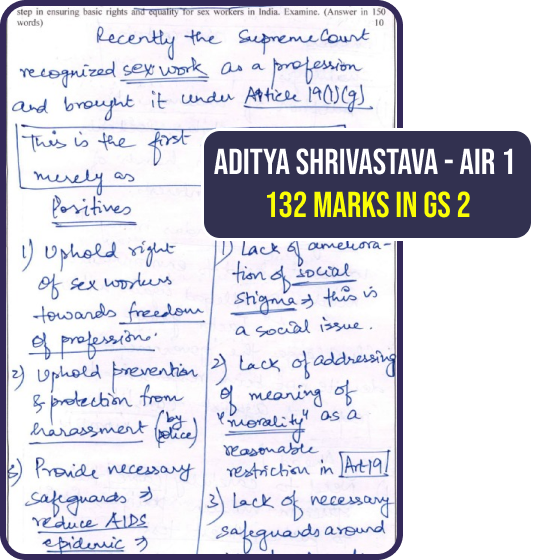 step in ensuring basic rights and equality for sex workers in India. Examine. (Answer in 150
words) 10
Recently the Supreme Court
recognized sex work as a profession
and brought it under Article 19(1)(g)
This is the first
merely as
ADITYA SHRIVASTAVA - AIR 1
132 MARKS IN GS 2
Positives
1) Uphold right
of sex workers
towards freedom
of profession.
2) Uphold prevention
& protection from
harassment (by
police)
3) Provide necessary
safeguards →
reduce AIDS
epidemic →
1) Lack of ameliora-
tion of social
stigma → this is
a social issue.
2) Lack of addressing
of meaning of
"morality" as a
reasonable
restriction in Art 19
3) Lack of necessary
safeguards around